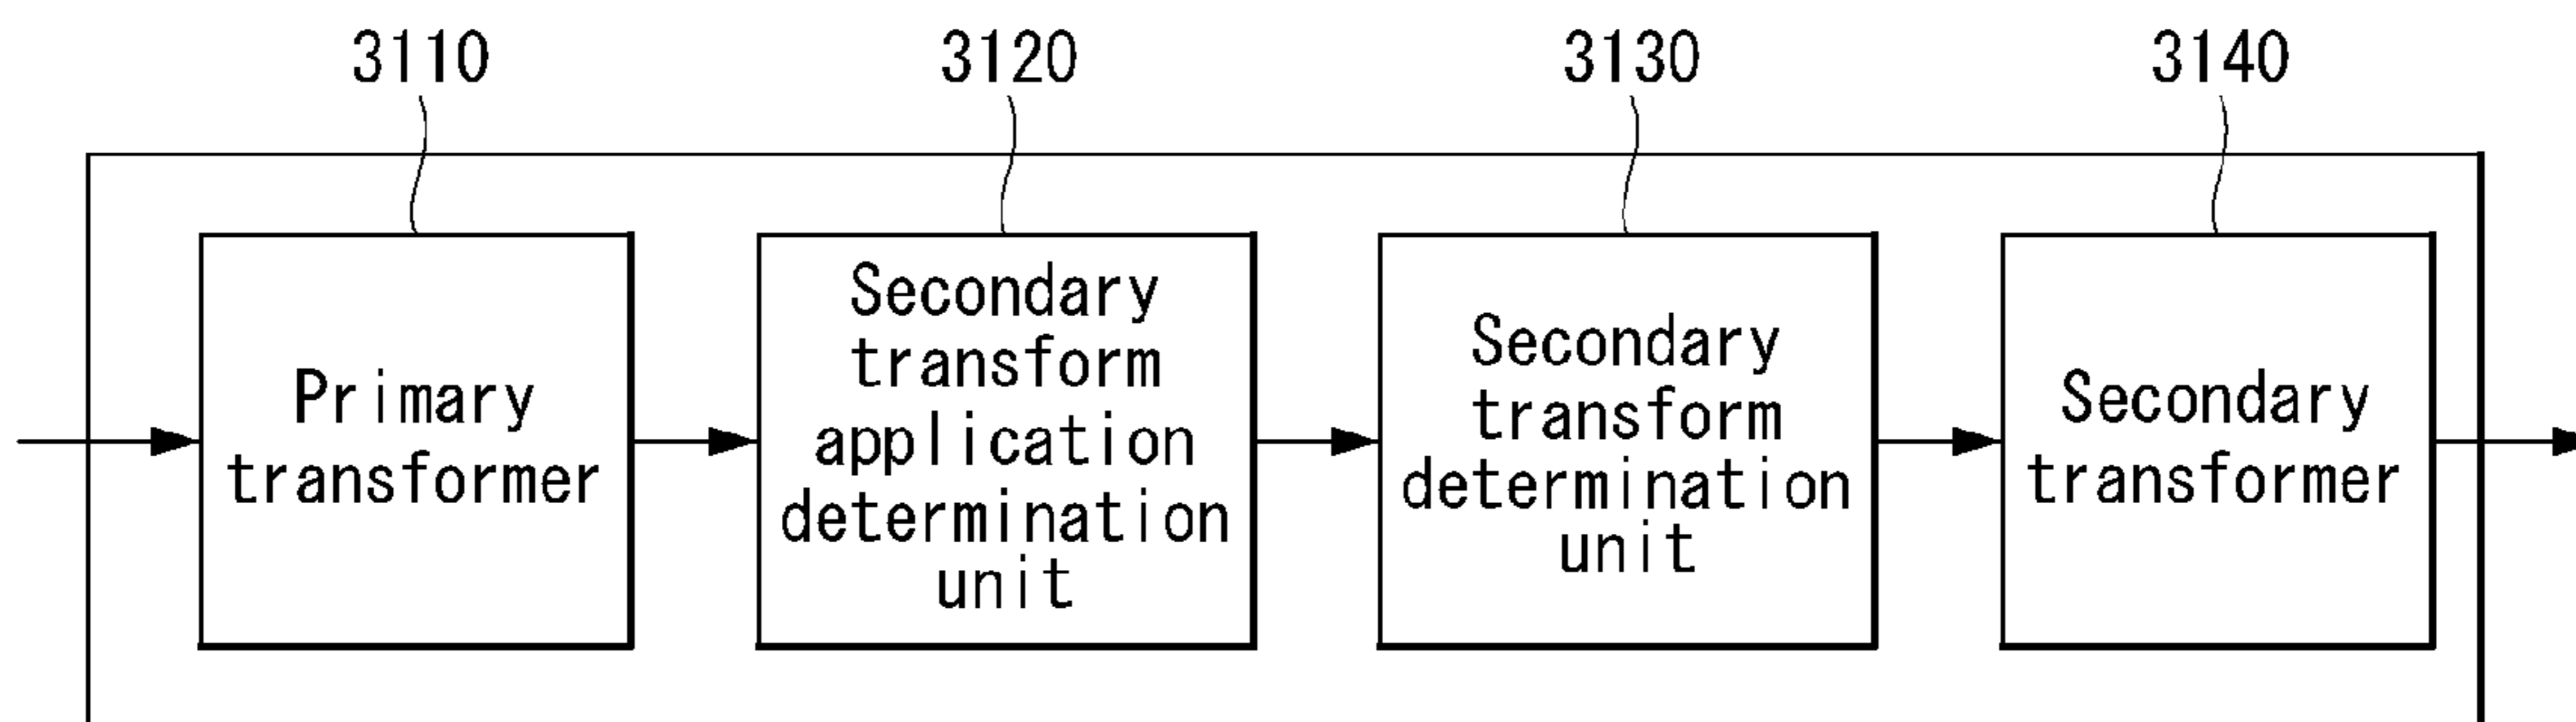 3110
3120
3130
3140
Primary
transformer
Secondary
transform
application
determination
unit
Secondary
transform
determination
unit
Secondary
transformer